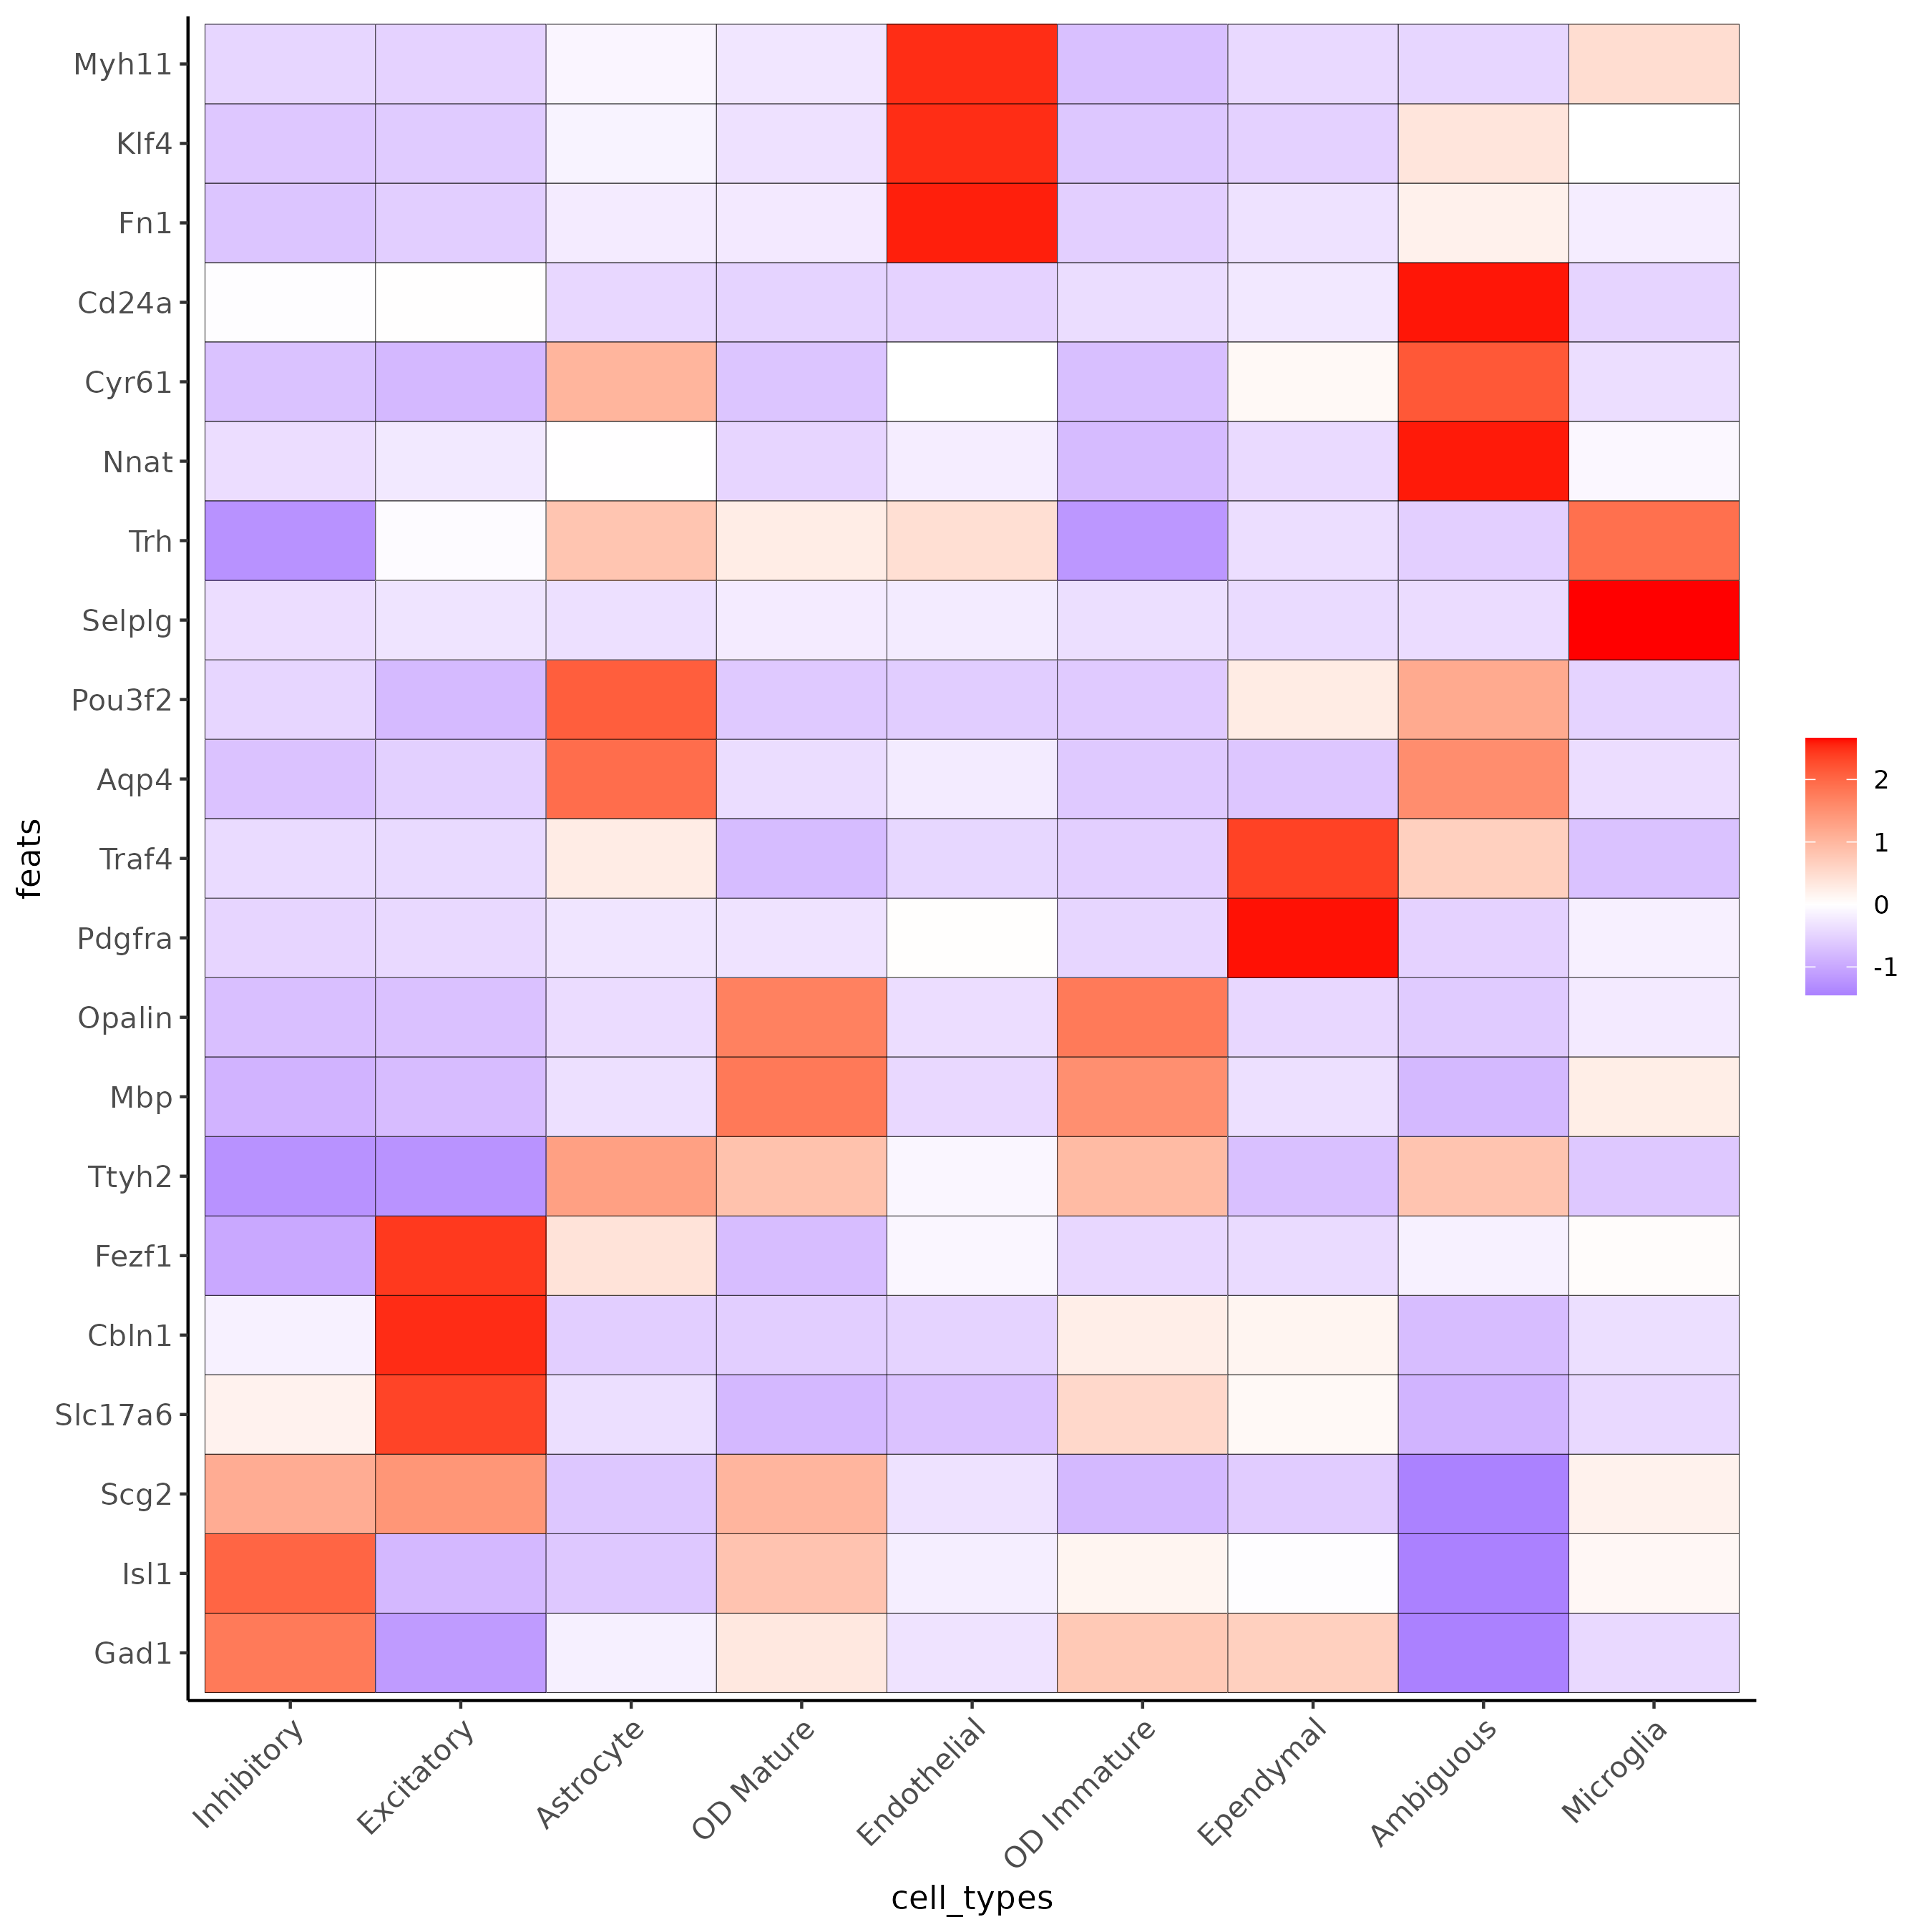 Myh11
Klf4
Fn1
Cd24a
Cyr61
Nnat
Trh
Selplg
Pou3f2
Aqp4
Traf4
Pdgfra
Opalin
Mbp
Ttyh2
Fezf1
Cbln1
Slc17a6
Scg2
Isl1
Gad1
feats
Inhibitory
Excitatory
Astrocyte
OD Mature
Endothelial
OD Immature
Ependymal
Ambiguous
Microglia
cell_types
2
1
0
-1